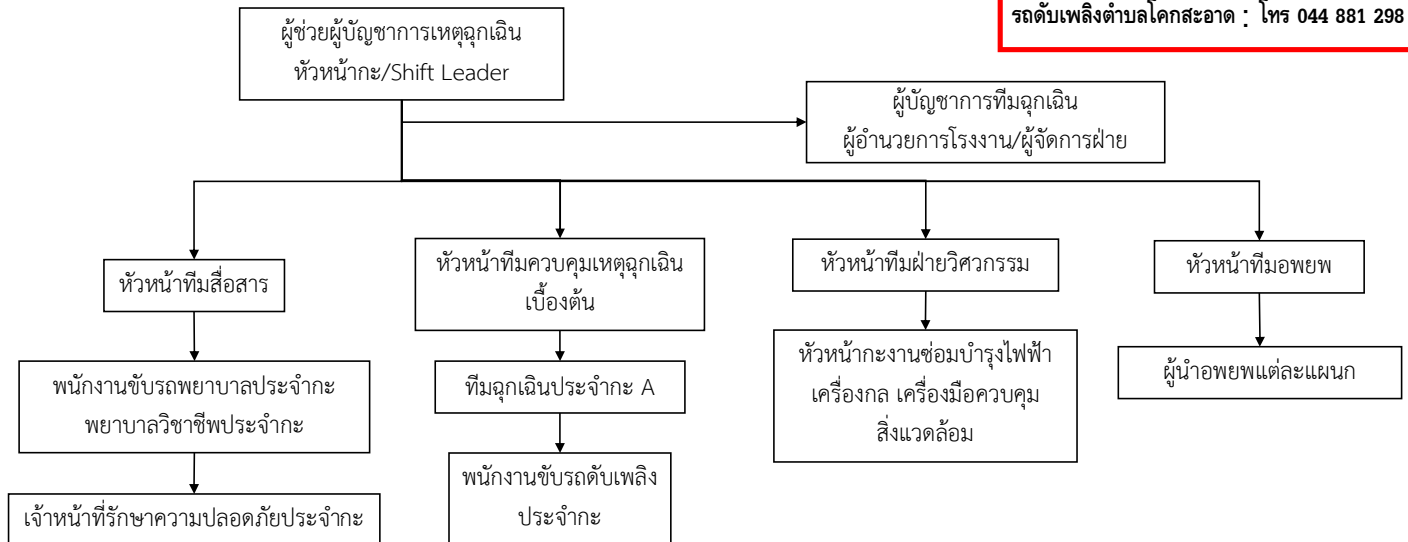 รถดับเพลิงตำบลโคกสะอาด : โทร 044 881 298
ผู้ช่วยผู้บัญชาการเหตุฉุกเฉิน
หัวหน้ากะ/Shift Leader
ผู้บัญชาการทีมฉุกเฉิน
ผู้อำนวยการโรงงาน/ผู้จัดการฝ่าย
หัวหน้าทีมสื่อสาร
หัวหน้าทีมควบคุมเหตุฉุกเฉิน
เบื้องต้น
หัวหน้าทีมฝ่ายวิศวกรรม
หัวหน้าทีมอพยพ
พนักงานขับรถพยาบาลประจำกะ
พยาบาลวิชาชีพประจำกะ
ทีมฉุกเฉินประจำกะ A
หัวหน้ากะงานซ่อมบำรุงไฟฟ้า
เครื่องกล เครื่องมือควบคุม
สิ่งแวดล้อม
ผู้นำอพยพแต่ละแผนก
เจ้าหน้าที่รักษาความปลอดภัยประจำกะ
พนักงานขับรถดับเพลิง
ประจำกะ